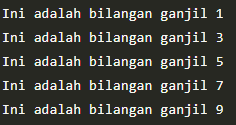 Ini adalah bilangan ganjil 1
Ini adalah bilangan ganjil 3
Ini adalah bilangan ganjil 5
Ini adalah bilangan ganjil 7
Ini adalah bilangan ganjil 9